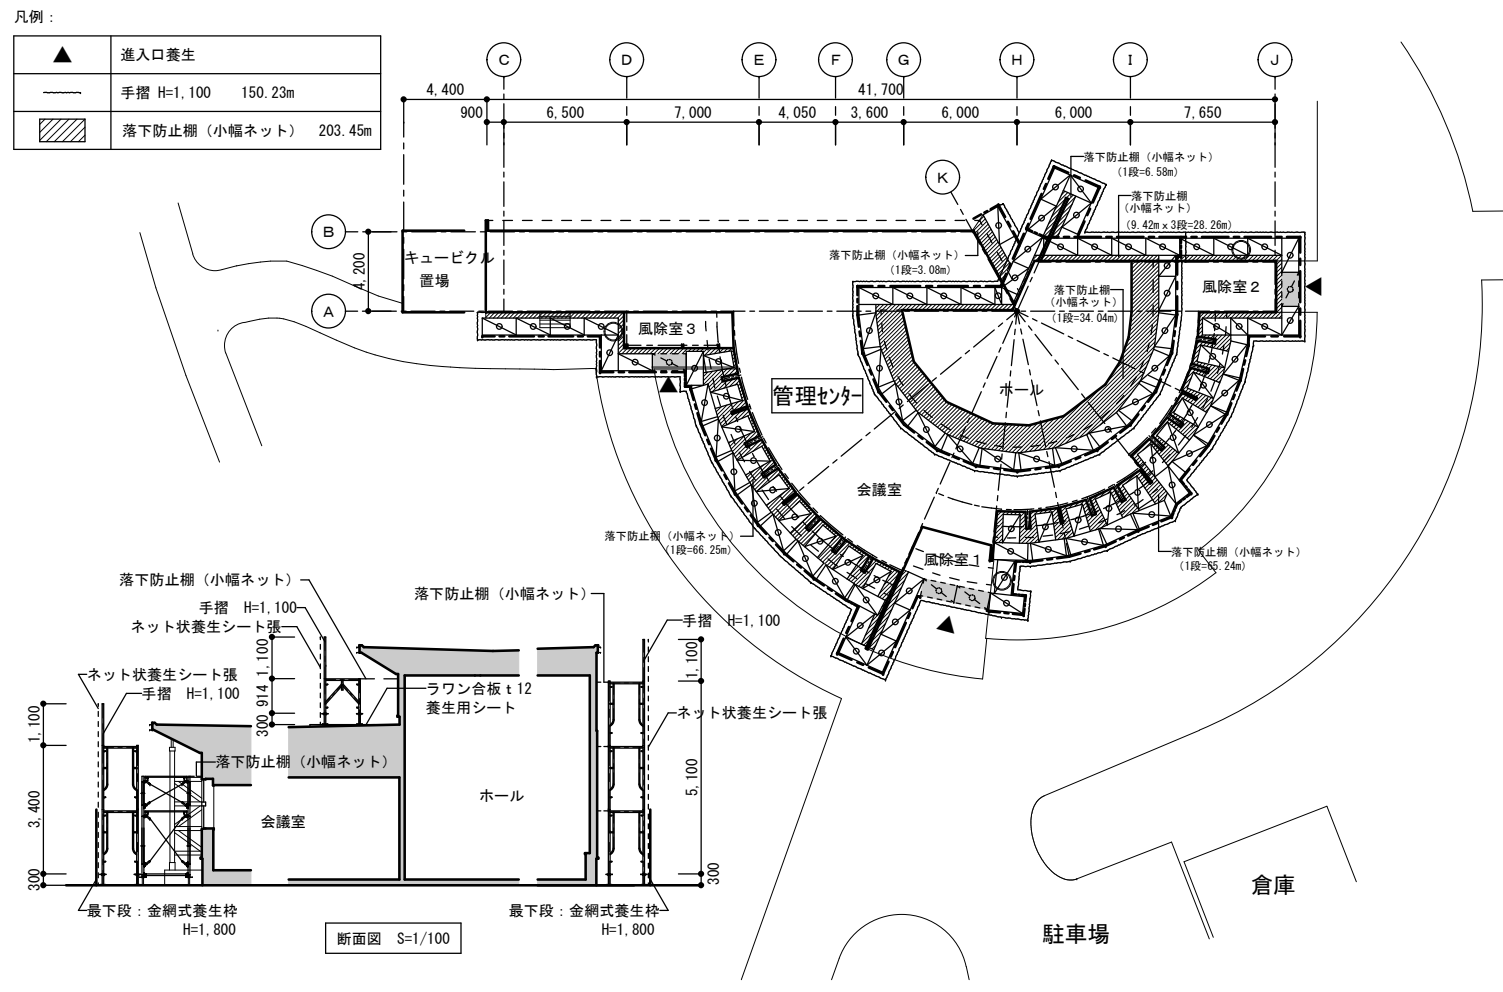 凡例：
進入口養生
手摺 H=1,100 150.23m
落下防止棚（小幅ネット） 203.45m
C
D
E
F
G
H
I
J
4,400
41,700
900
6,500
7,000
4,050
3,600
6,000
6,000
7,650
K
B
A
4,200
キュービクル
置場
落下防止棚（小幅ネット）
(1段=6.58m)
落下防止棚
(小幅ネット)
(9.42mｘ3段=28.26m)
落下防止棚（小幅ネット）
(1段=3.08m)
落下防止棚
(小幅ネット)
(1段=34.04m)
風除室２
風除室３
管理センター
ホール
会議室
風除室１
落下防止棚（小幅ネット）
(1段=66.25m)
落下防止棚（小幅ネット）
(1段=65.24m)
落下防止棚（小幅ネット）
手摺 H=1,100
ネット状養生シート張
ネット状養生シート張
手摺 H=1,100
落下防止棚（小幅ネット）
手摺 H=1,100
ラワン合板ｔ12
養生用シート
ネット状養生シート張
落下防止棚（小幅ネット）
1,100
914
300
1,100
3,400
300
1,100
5,100
300
会議室
ホール
最下段：金網式養生枠
H=1,800
最下段：金網式養生枠
H=1,800
断面図 S=1/100
倉庫
駐車場